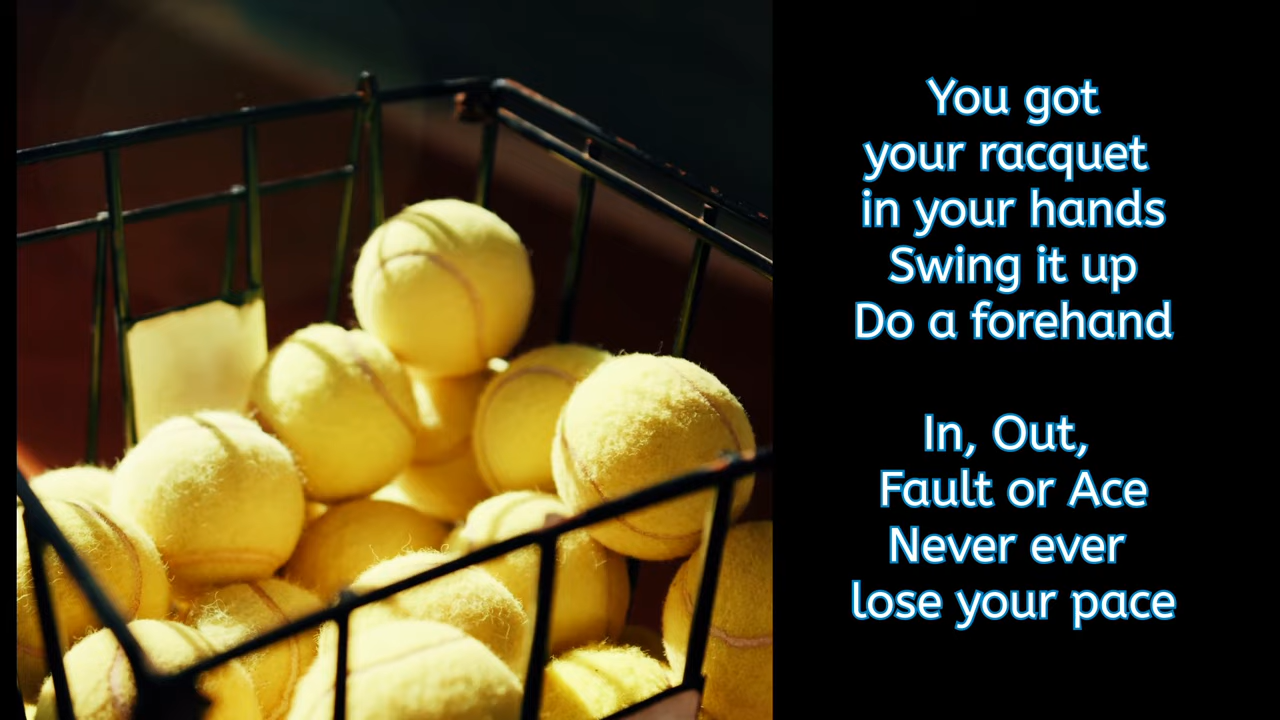 You got
your racquet
in your hands
Swing it up
Do a forehand
In, Out,
Fault or Ace
Never ever
lose your pace